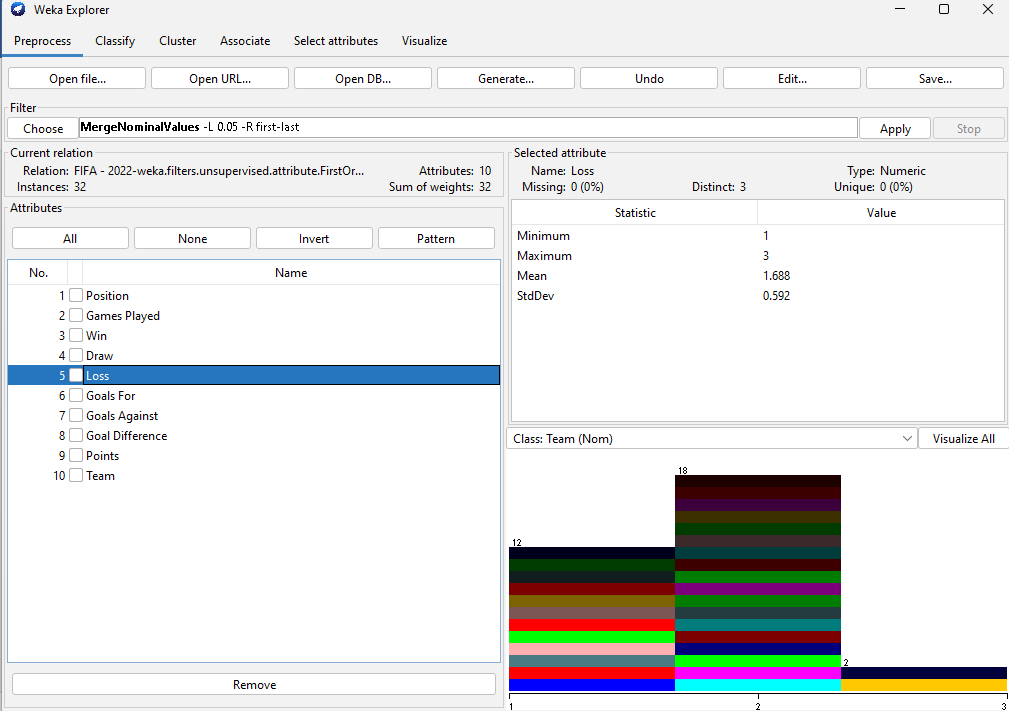 Weka Explorer
Preprocess Classify Cluster Associate Select attributes Visualize
Open file... Open URL... Open DB... Generate... Undo Edit... Save...
Filter
Choose MergeNominalValues -L 0.05 -R first-last Apply Stop
Current relation
Relation: FIFA - 2022-weka.filters.unsupervised.attribute.FirstOr... Attributes: 10
Instances: 32 Sum of weights: 32
Attributes
All None Invert Pattern
No. Name
1 Position
2 Games Played
3 Win
4 Draw
5 Loss
6 Goals For
7 Goals Against
8 Goal Difference
9 Points
10 Team
Remove
Selected attribute
Name: Loss Type: Numeric
Missing: 0 (0%) Distinct: 3 Unique: 0 (0%)
Statistic Value
Minimum 1
Maximum 3
Mean 1.688
StdDev 0.592
Class: Team (Nom) Visualize All
18
12
2
1 2 3